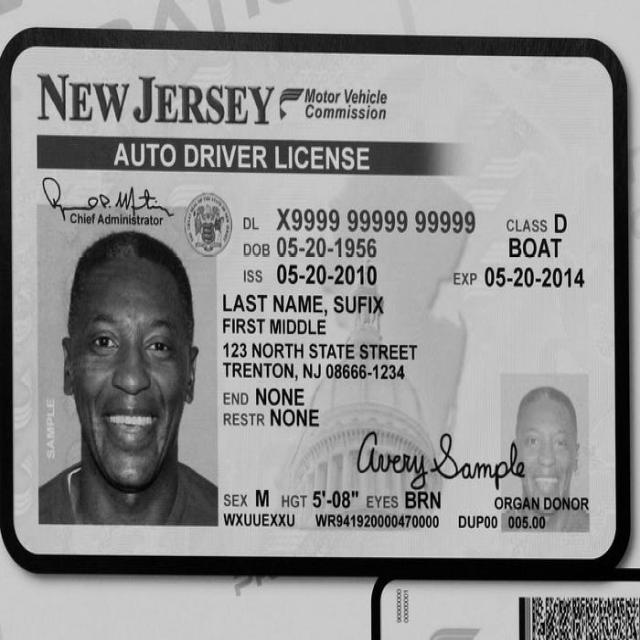 NEW JERSEY Motor Vehicle Commission
AUTO DRIVER LICENSE
Chief Administrator
DL X9999 99999 99999 CLASS D
DOB 05-20-1956 BOAT
ISS 05-20-2010 EXP 05-20-2014
LAST NAME, SUFIX
FIRST MIDDLE
123 NORTH STATE STREET
TRENTON, NJ 08666-1234
END NONE
RESTR NONE
SAMPLE
Avery Sample
SEX M HGT 5'-08" EYES BRN ORGAN DONOR
WXUUEXXU WR941920000470000 DUP00 005.00